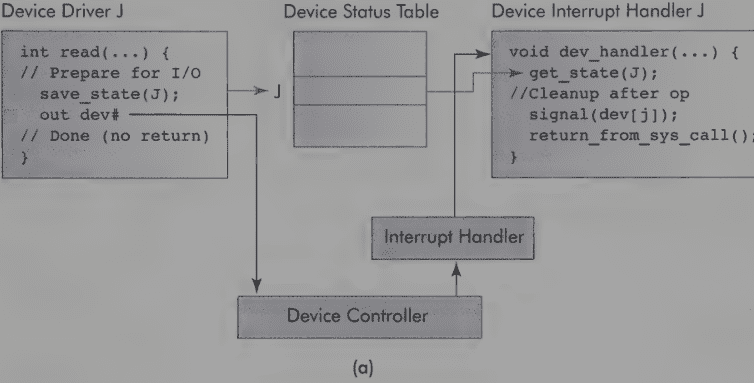 Device Driver J
int read(...) {
// Prepare for I/O
save_state(J);
out dev#
// Done (no return)
}
J
Device Status Table
Device Interrupt Handler J
void dev_handler(...) {
get_state(J);
//Cleanup after op
signal(dev[j]);
return_from_sys_call();
}
Interrupt Handler
Device Controller
(a)